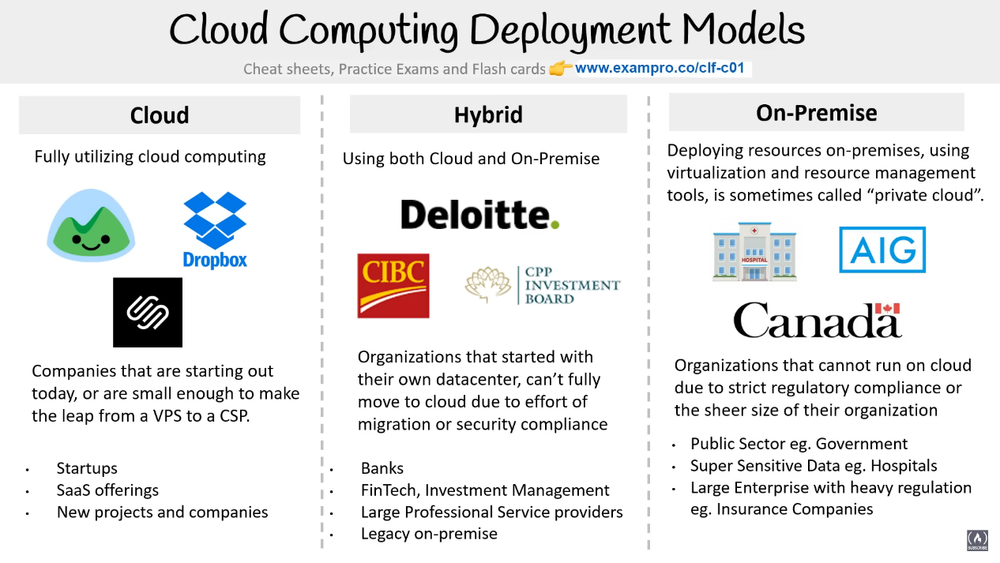 Cloud Computing Deployment Models
Cheat sheets, Practice Exams and Flash cards 👉 www.exampro.co/clf-c01
Cloud
Fully utilizing cloud computing
Dropbox
Companies that are starting out
today, or are small enough to make
the leap from a VPS to a CSP.
• Startups
• SaaS offerings
• New projects and companies
Hybrid
Using both Cloud and On-Premise
Deloitte.
CIBC
CPP
INVESTMENT
BOARD
Organizations that started with
their own datacenter, can't fully
move to cloud due to effort of
migration or security compliance
• Banks
• FinTech, Investment Management
• Large Professional Service providers
• Legacy on-premise
On-Premise
Deploying resources on-premises, using
virtualization and resource management
tools, is sometimes called “private cloud”.
HOSPITAL
AIG
Canada
Organizations that cannot run on cloud
due to strict regulatory compliance or
the sheer size of their organization
• Public Sector eg. Government
• Super Sensitive Data eg. Hospitals
• Large Enterprise with heavy regulation
eg. Insurance Companies
SUBSCRIBE